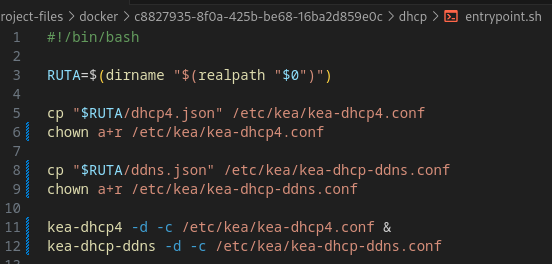 roject-files > docker > c8827935-8f0a-425b-be68-16ba2d859e0c > dhcp > entrypoint.sh
1 #!/bin/bash
2
3 RUTA=$(dirname "$(realpath "$0")")
4
5 cp "$RUTA/dhcp4.json" /etc/kea/kea-dhcp4.conf
6 chown a+r /etc/kea/kea-dhcp4.conf
7
8 cp "$RUTA/ddns.json" /etc/kea/kea-dhcp-ddns.conf
9 chown a+r /etc/kea/kea-dhcp-ddns.conf
10
11 kea-dhcp4 -d -c /etc/kea/kea-dhcp4.conf &
12 kea-dhcp-ddns -d -c /etc/kea/kea-dhcp-ddns.conf